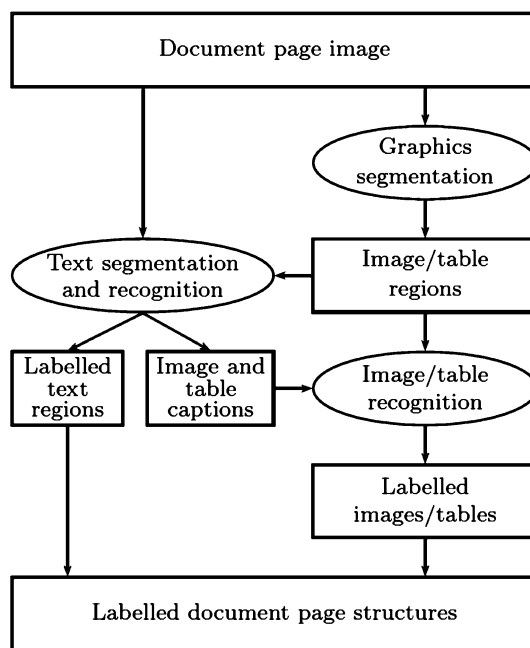 Document page image
Graphics
segmentation
Text segmentation
and recognition
Image/table
regions
Labelled
text
regions
Image and
table
captions
Image/table
recognition
Labelled
images/tables
Labelled document page structures